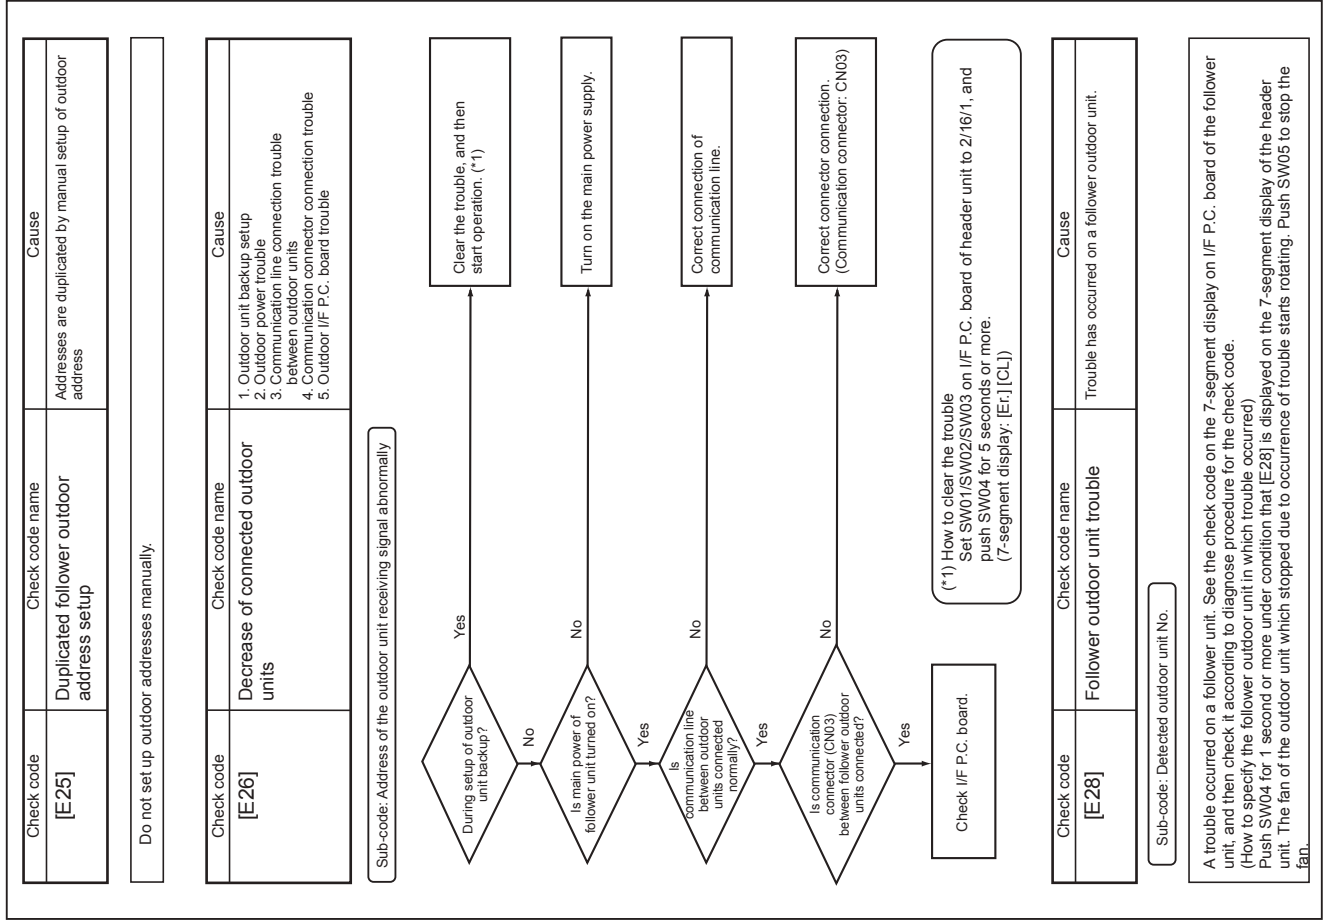 Check code
Check code name
Cause
[E25]
Duplicated follower outdoor
address setup
Addresses are duplicated by manual setup of outdoor
address
Do not set up outdoor addresses manually.
Check code
Check code name
Cause
[E26]
Decrease of connected outdoor
units
1. Outdoor unit backup setup
2. Outdoor power trouble
3. Communication line connection trouble
between outdoor units
4. Communication connector connection trouble
5. Outdoor I/F P.C. board trouble
Sub-code: Address of the outdoor unit receiving signal abnormally
During setup of outdoor
unit backup?
Yes
Clear the trouble, and then
start operation. (*1)
No
Is main power of
follower unit turned on?
No
Turn on the main power supply.
Yes
Is
communication line
between outdoor
units connected
normally?
No
Correct connection of
communication line.
Yes
Is communication
connector (CN03)
between follower outdoor
units connected?
No
Correct connector connection.
(Communication connector: CN03)
Yes
Check I/F P.C. board.
(*1) How to clear the trouble
Set SW01/SW02/SW03 on I/F P.C. board of header unit to 2/16/1, and
push SW04 for 5 seconds or more.
(7-segment display: [Er.] [CL])
Check code
Check code name
Cause
[E28]
Follower outdoor unit trouble
Trouble has occurred on a follower outdoor unit.
Sub-code: Detected outdoor unit No.
A trouble occurred on a follower unit. See the check code on the 7-segment display on I/F P.C. board of the follower
unit, and then check it according to diagnose procedure for the check code.
(How to specify the follower outdoor unit in which trouble occurred)
Push SW04 for 1 second or more under condition that [E28] is displayed on the 7-segment display of the header
unit. The fan of the outdoor unit which stopped due to occurrence of trouble starts rotating. Push SW05 to stop the
fan.